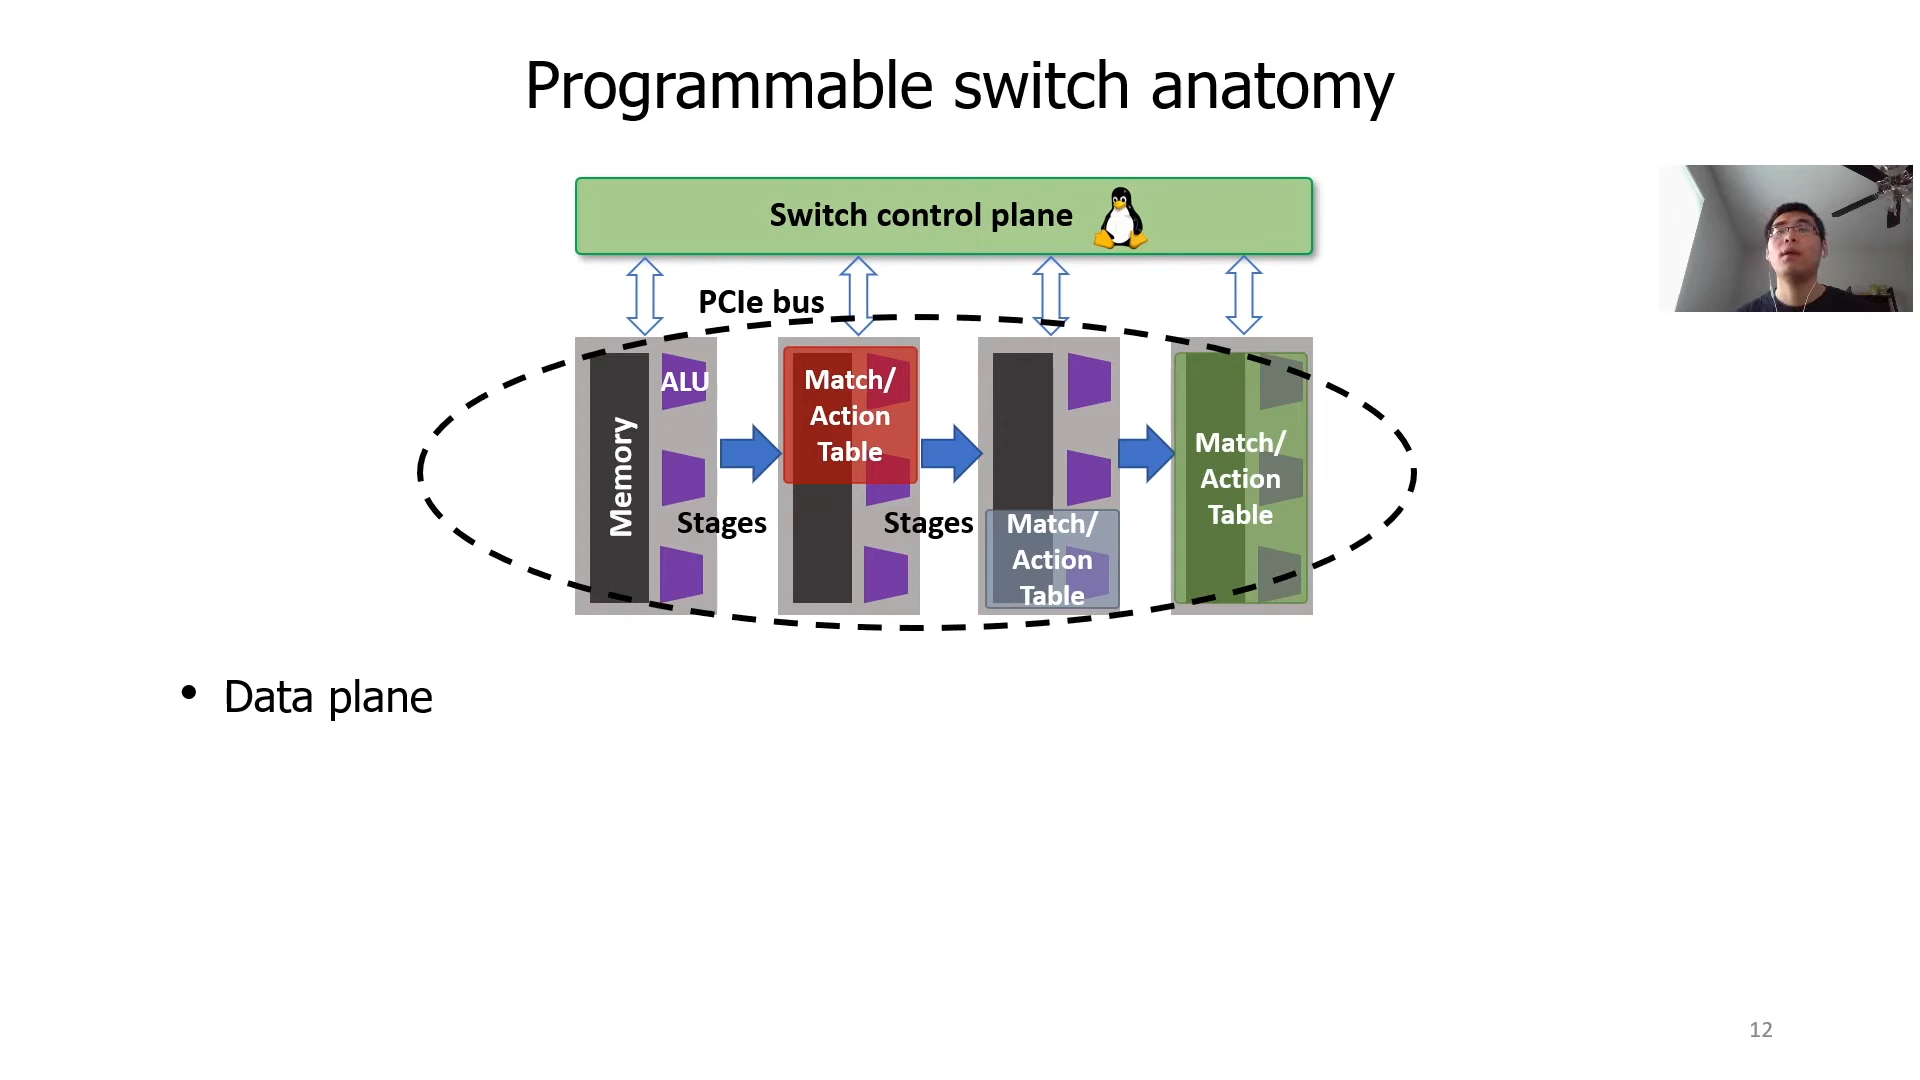 Programmable switch anatomy
Switch control plane
PCIe bus
Memory
ALU
Stages
Match/
Action
Table
Stages
Match/
Action
Table
Match/
Action
Table
• Data plane
12